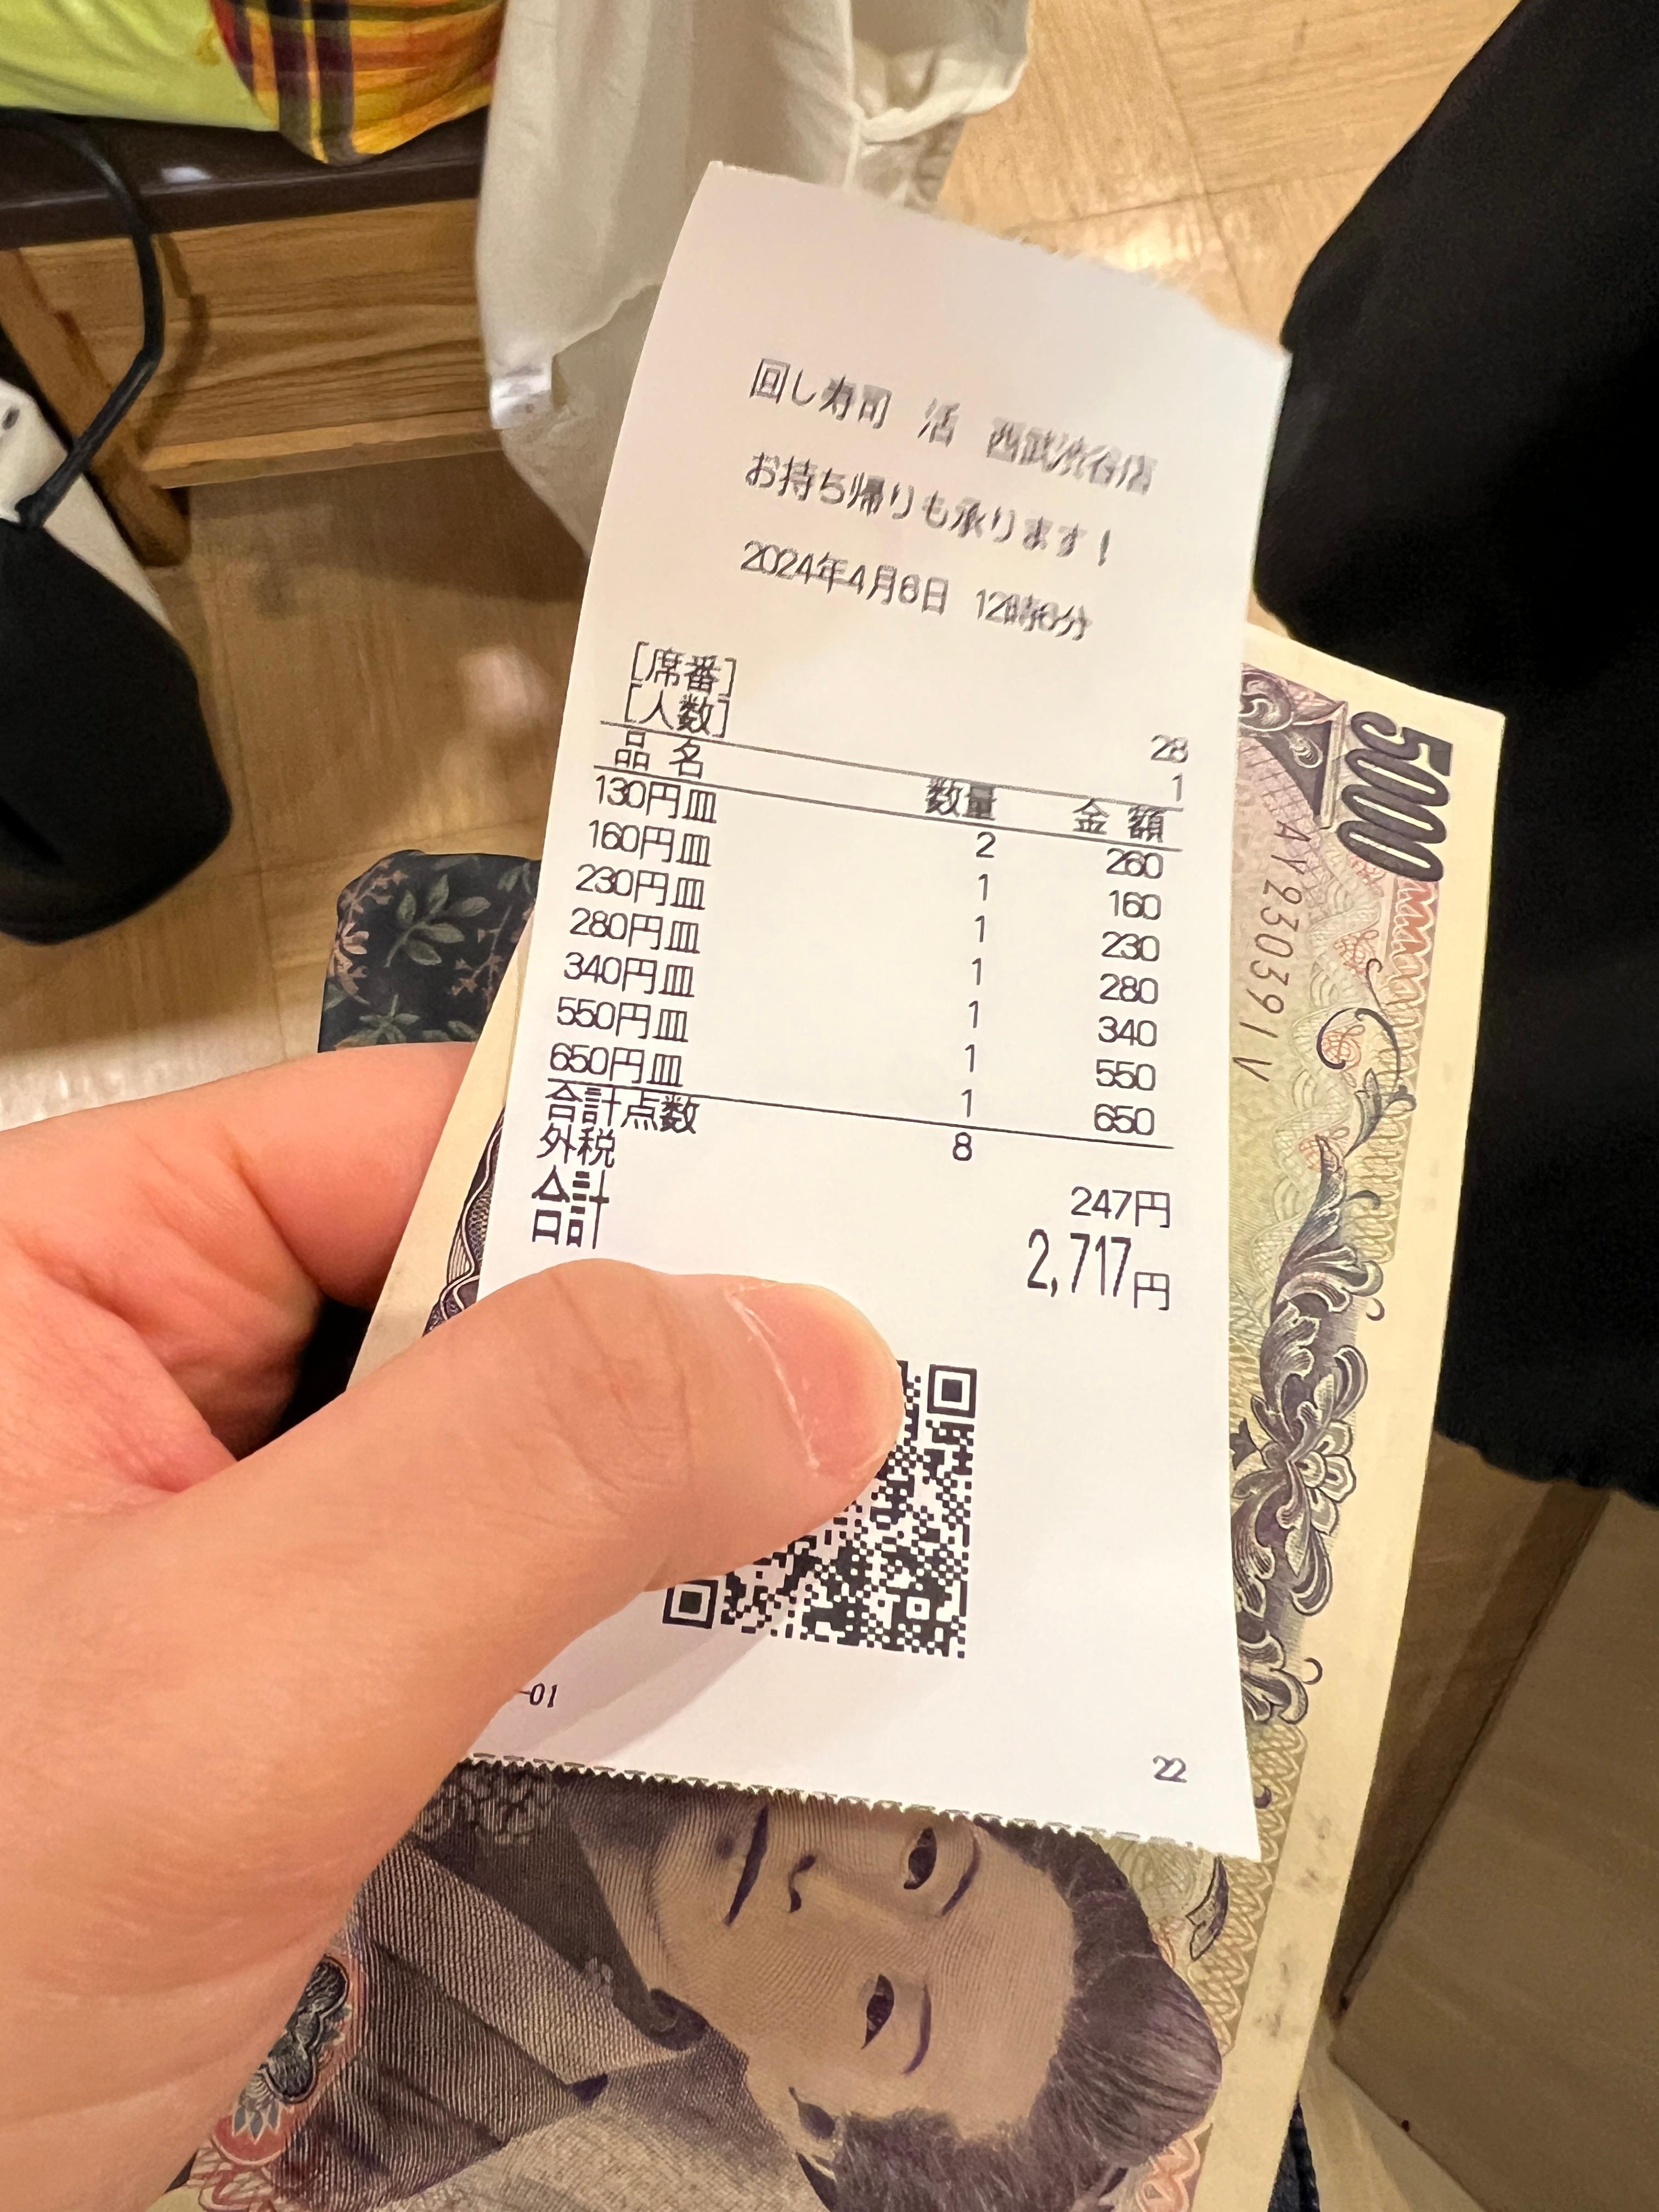 回し寿司 活 西武渋谷店
お持ち帰りも承ります！
2024年4月6日 12時6分
[席番] 28
[人数] 1
品名 数量 金額
130円皿 2 260
160円皿 1 160
230円皿 1 230
280円皿 1 280
340円皿 1 340
550円皿 1 550
650円皿 1 650
合計点数 8
外税 247円
合計 2,717円
-01
22
5000
AY230391V